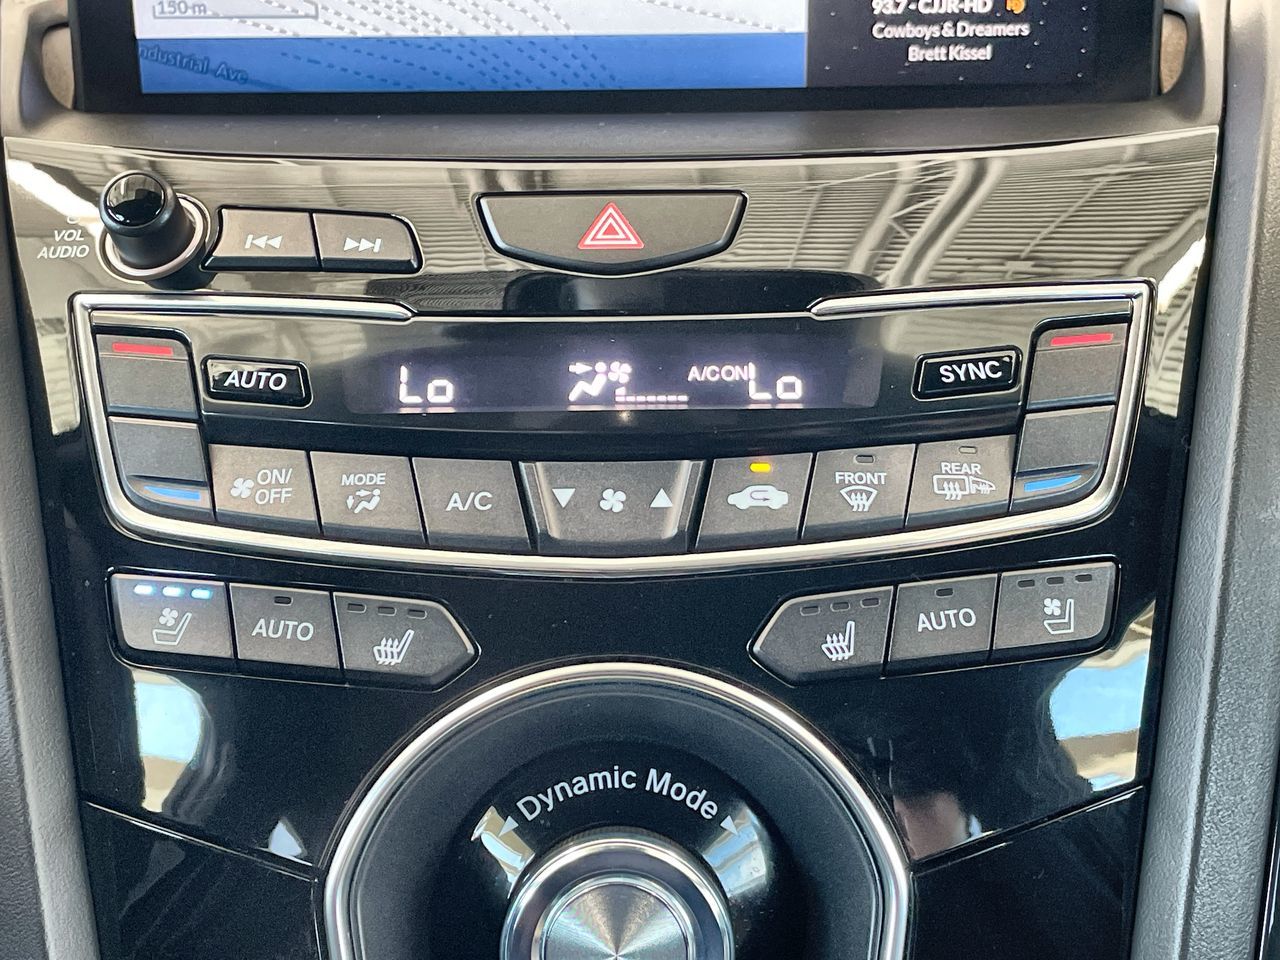 150 m
ndustrial Ave
93.7 - CJJR-HD
Cowboys & Dreamers
Brett Kissel
VOL
AUDIO
AUTO
Lo
A/C ON
Lo
SYNC
ON/
OFF
MODE
A/C
FRONT
REAR
AUTO
AUTO
Dynamic Mode